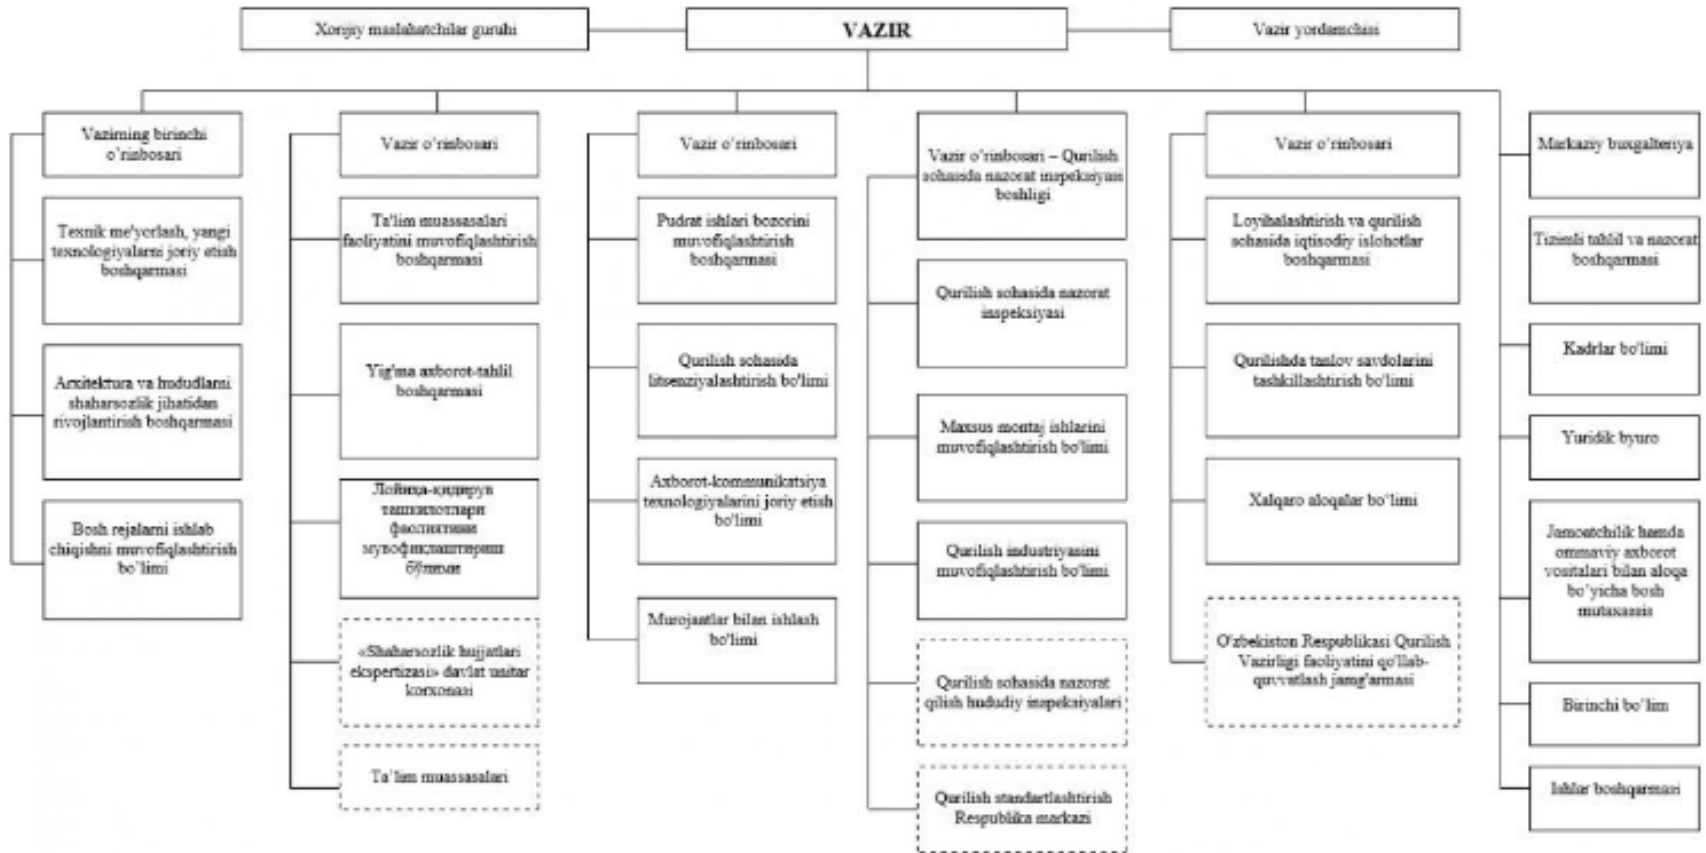 Xorijiy maslahatchilar guruhi
VAZIR
Vazir yordamchisi
Vazirning birinchi
o'rinbosari
Texnik me'yorlash, yangi
texnologiyalarni joriy etish
boshqarmasi
Arxitektura va hududlarni
shaharsozlik jihatidan
rivojlantirish boshqarmasi
Bosh rejalarni ishlab
chiqishni muvofiqlashtirish
bo'limi
Vazir o'rinbosari
Ta'lim muassasalari
faoliyatini muvofiqlashtirish
boshqarmasi
Yig'ma axborot-tahlil
boshqarmasi
Лойиҳа-қидирув
ташкилотлари
фаолиятини
мувофиқлаштириш
бўлими
«Shaharsozlik hujjatlari
ekspertizasi» davlat unitar
korxonasi
Ta'lim muassasalari
Vazir o'rinbosari
Pudrat ishlari bozorini
muvofiqlashtirish
boshqarmasi
Qurilish sohasida
litsenziyalashtirish bo'limi
Axborot-kommunikatsiya
texnologiyalarini joriy etish
bo'limi
Murojaatlar bilan ishlash
bo'limi
Vazir o'rinbosari – Qurilish
sohasida nazorat inspeksiyasi
boshligi
Qurilish sohasida nazorat
inspeksiyasi
Maxsus montaj ishlarini
muvofiqlashtirish bo'limi
Qurilish industriyasini
muvofiqlashtirish bo'limi
Qurilish sohasida nazorat
qilish hududiy inspeksiyalari
Qurilish standartlashtirish
Respublika markazi
Vazir o'rinbosari
Loyihalashtirish va qurilish
sohasida iqtisodiy islohotlar
boshqarmasi
Qurilishda tanlov savdolarini
tashkillashtirish bo'limi
Xalqaro aloqalar bo'limi
O'zbekiston Respublikasi Qurilish
Vazirligi faoliyatini qo'llab-
quvvatlash jamg'armasi
Markaziy buxgalteriya
Tizimli tahlil va nazorat
boshqarmasi
Kadrlar bo'limi
Yuridik byuro
Jamoatchilik hamda
ommaviy axborot
vositalari bilan aloqa
bo'yicha bosh
mutaxassis
Birinchi bo'lim
Ishlar boshqarmasi